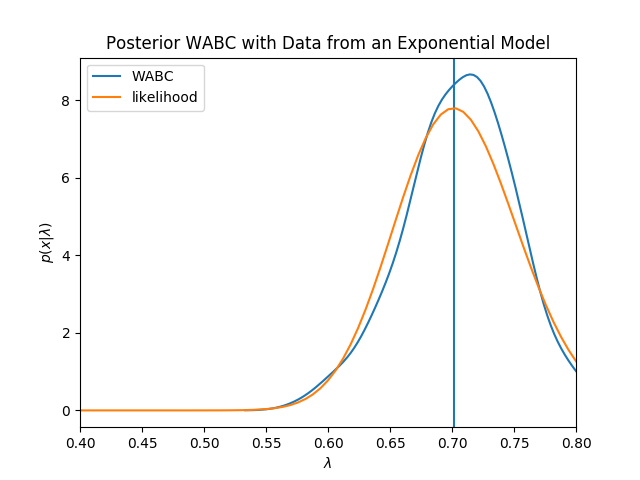 Posterior WABC with Data from an Exponential Model
WABC
likelihood
p(x|λ)
8
6
4
2
0
0.40 0.45 0.50 0.55 0.60 0.65 0.70 0.75 0.80
λ